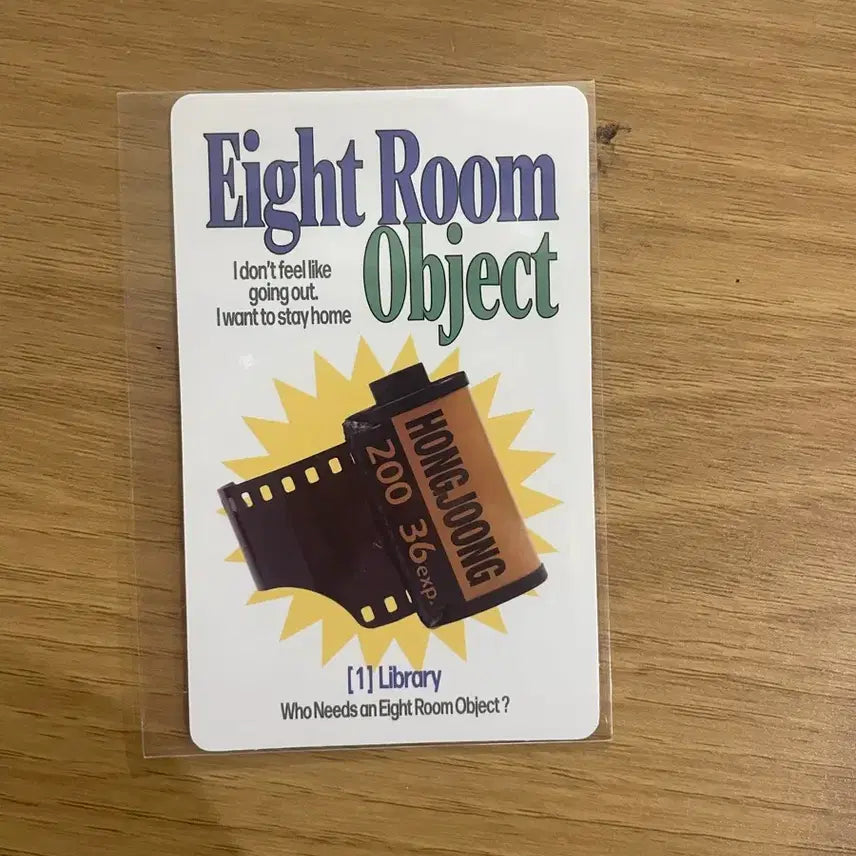 Eight Room
Object
I don't feel like
going out.
I want to stay home
HONGJOONG
200 36exp.
[1] Library
Who Needs an Eight Room Object?